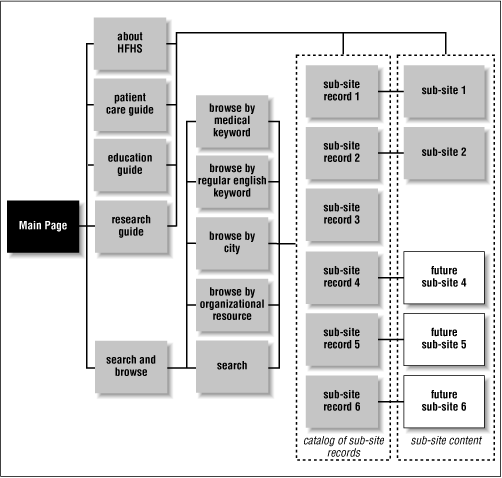 about
HFHS
patient
care guide
education
guide
Main Page
research
guide
search and
browse
browse by
medical
keyword
browse by
regular english
keyword
browse by
city
browse by
organizational
resource
search
sub-site
record 1
sub-site
record 2
sub-site
record 3
sub-site
record 4
sub-site
record 5
sub-site
record 6
catalog of sub-site
records
sub-site 1
sub-site 2
future
sub-site 4
future
sub-site 5
future
sub-site 6
sub-site content